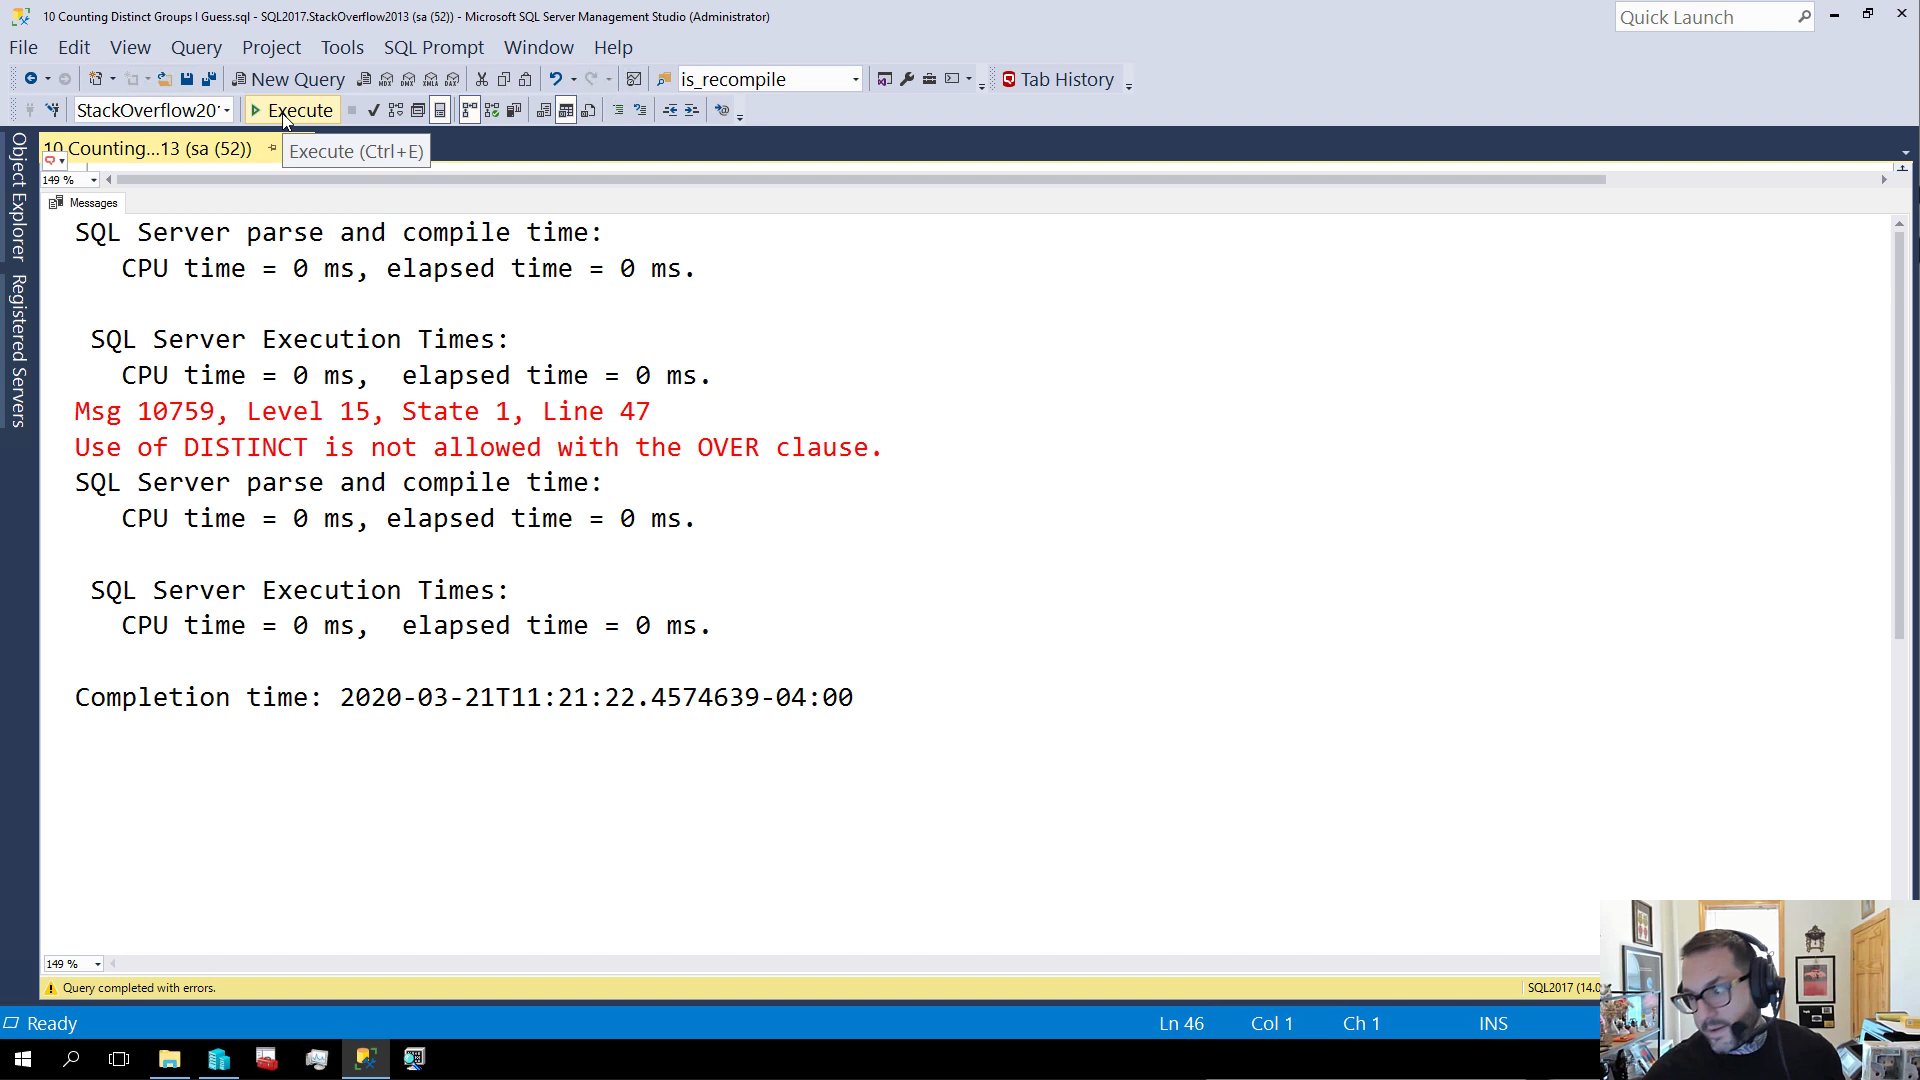 10 Counting Distinct Groups I Guess.sql - SQL2017.StackOverflow2013 (sa (52)) - Microsoft SQL Server Management Studio (Administrator)
Quick Launch
File Edit View Query Project Tools SQL Prompt Window Help
New Query is_recompile Tab History
StackOverflow20 Execute
10 Counting...13 (sa (52)) Execute (Ctrl+E)
149 %
Object Explorer
Registered Servers
Messages
SQL Server parse and compile time:
CPU time = 0 ms, elapsed time = 0 ms.
SQL Server Execution Times:
CPU time = 0 ms, elapsed time = 0 ms.
Msg 10759, Level 15, State 1, Line 47
Use of DISTINCT is not allowed with the OVER clause.
SQL Server parse and compile time:
CPU time = 0 ms, elapsed time = 0 ms.
SQL Server Execution Times:
CPU time = 0 ms, elapsed time = 0 ms.
Completion time: 2020-03-21T11:21:22.4574639-04:00
149 %
Query completed with errors. SQL2017 (14.0
Ready Ln 46 Col 1 Ch 1 INS